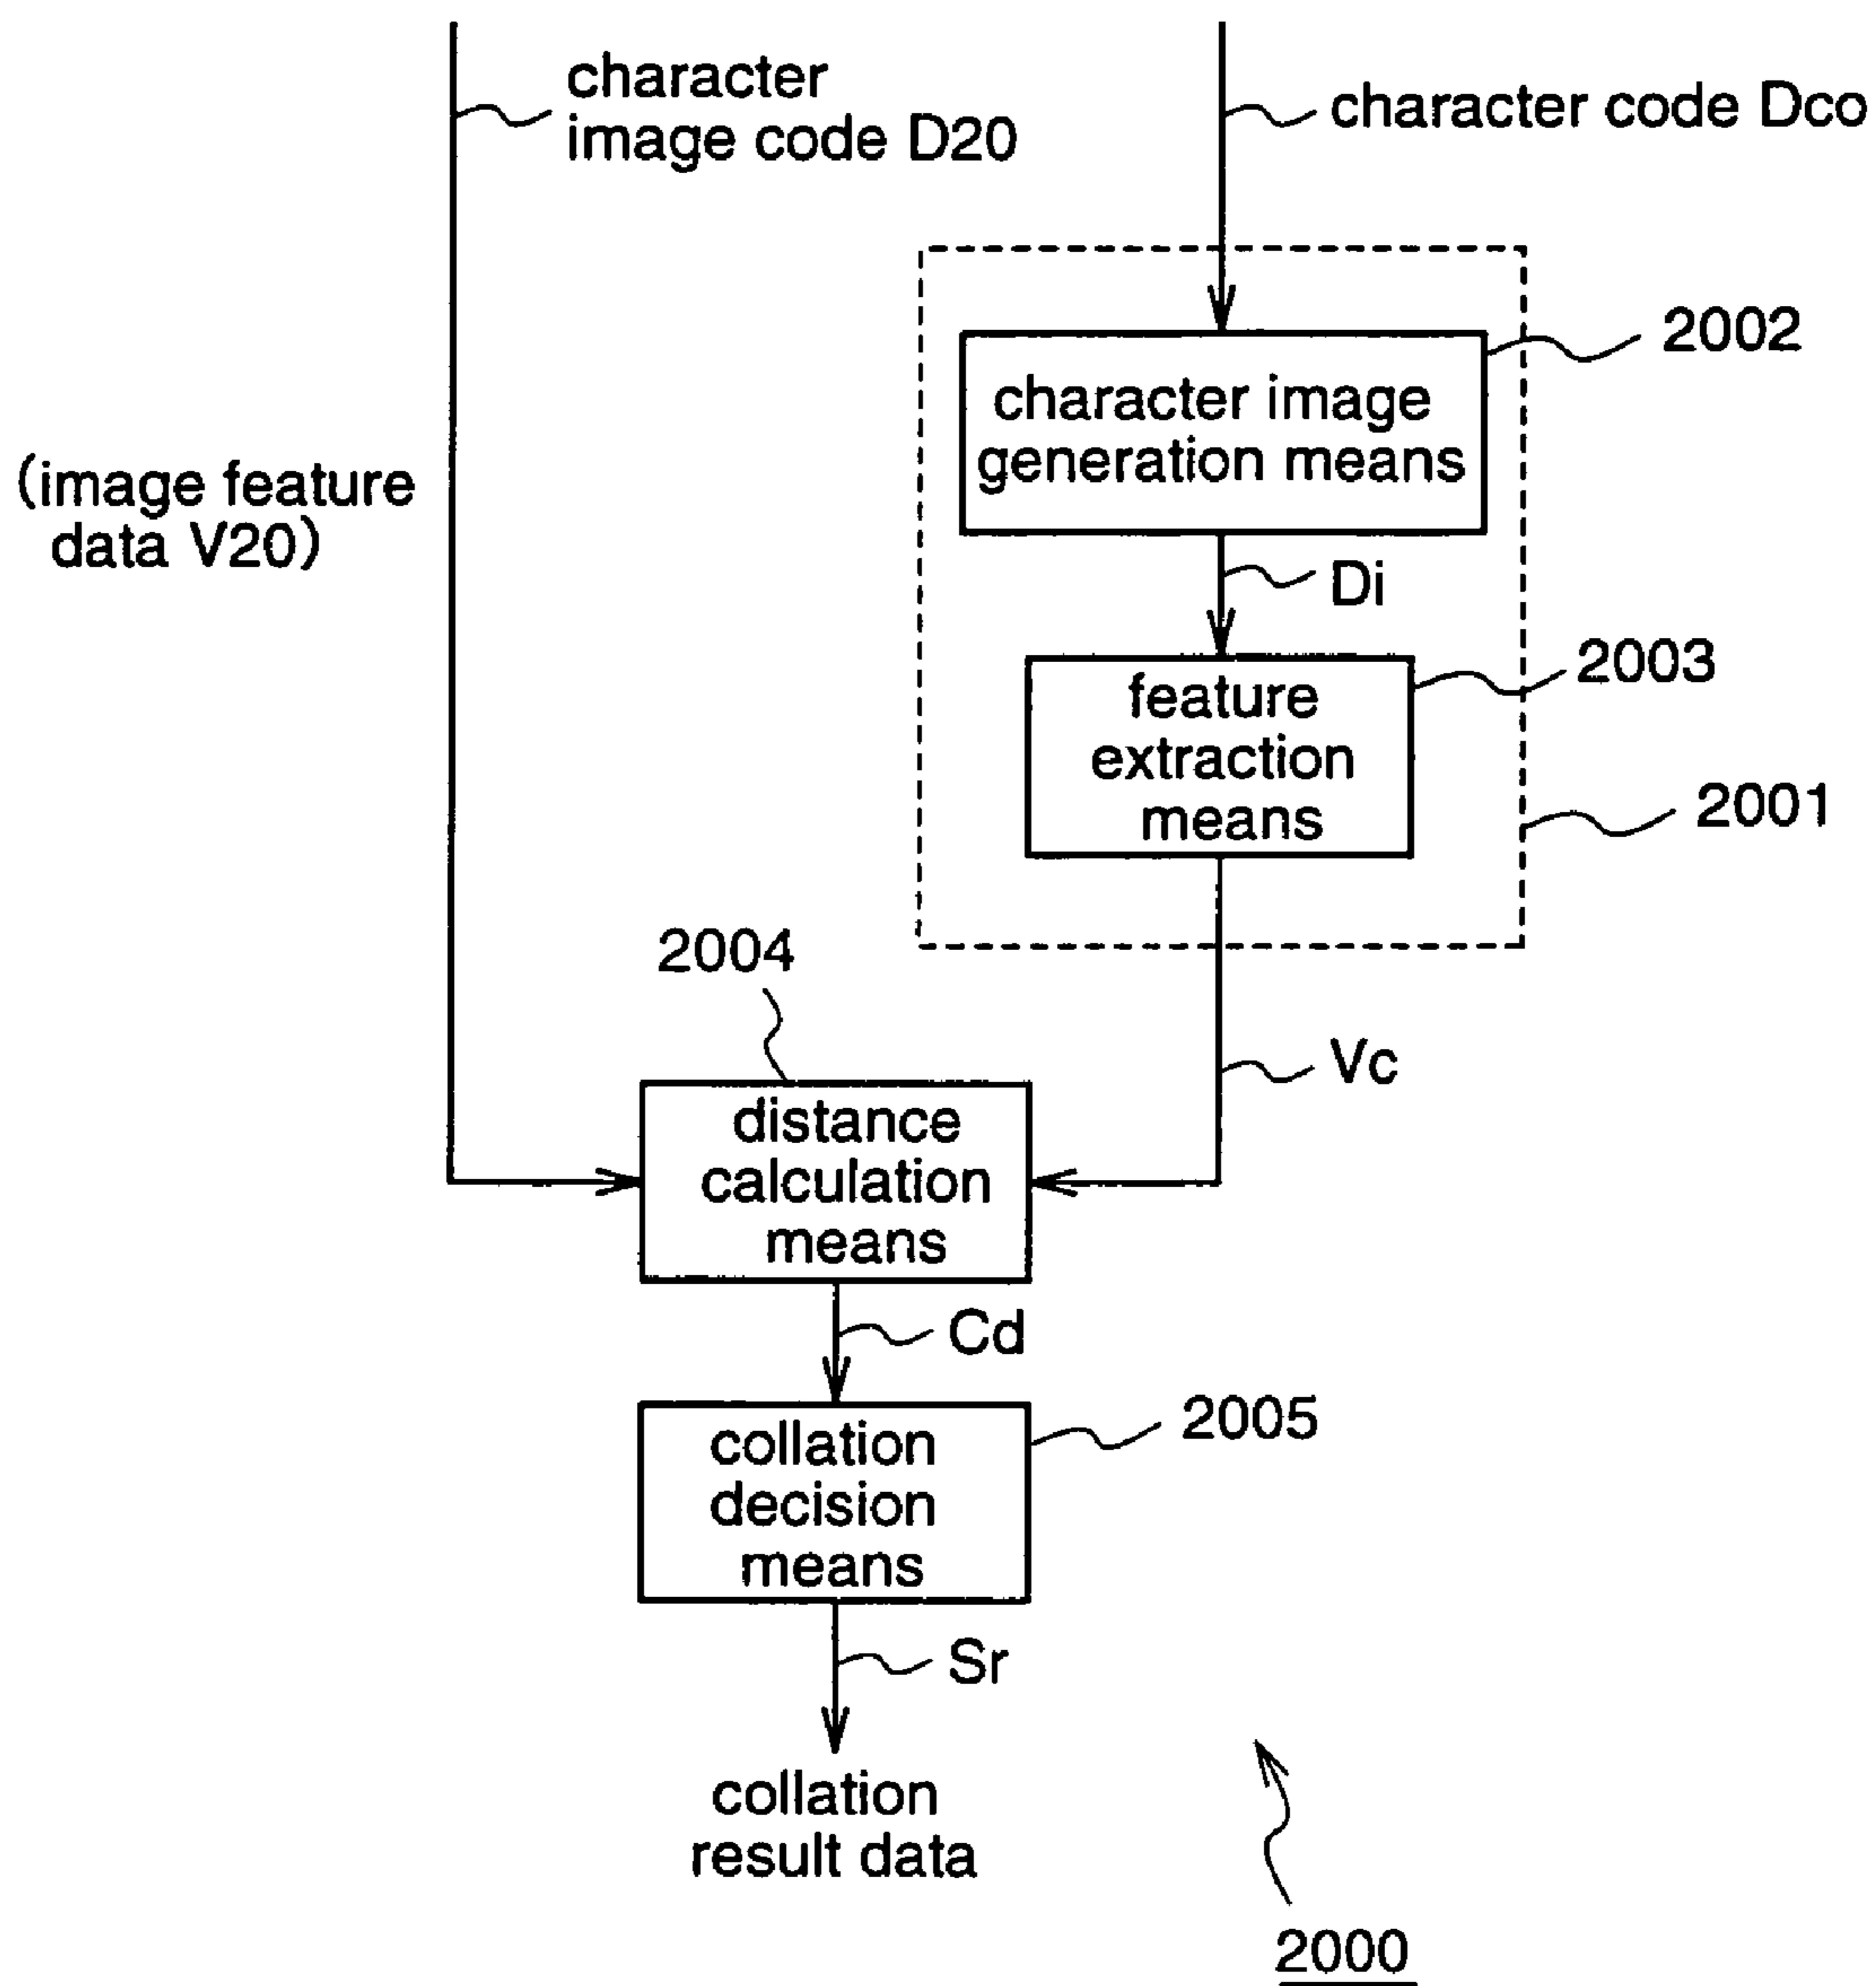 character
image code D20
character code Dco
2002
character image
generation means
(image feature
data V20)
Di
2003
feature
extraction
means
2001
2004
Vc
distance
calculation
means
Cd
2005
collation
decision
means
Sr
collation
result data
2000